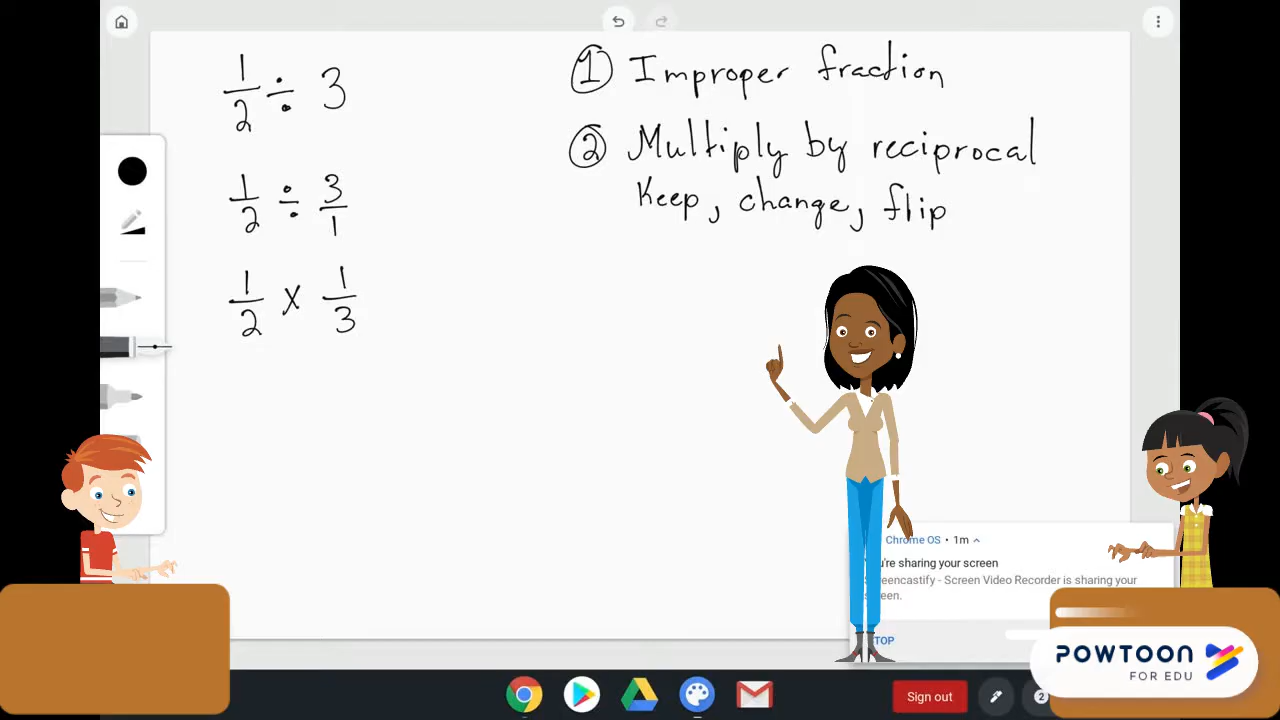 1/2 ÷ 3
1/2 ÷ 3/1
1/2 x 1/3
① Improper fraction
② Multiply by reciprocal
Keep, change, flip
Chrome OS • 1m
're sharing your screen
eencastify - Screen Video Recorder is sharing your
een.
TOP
POWTOON
FOR EDU
Sign out
2